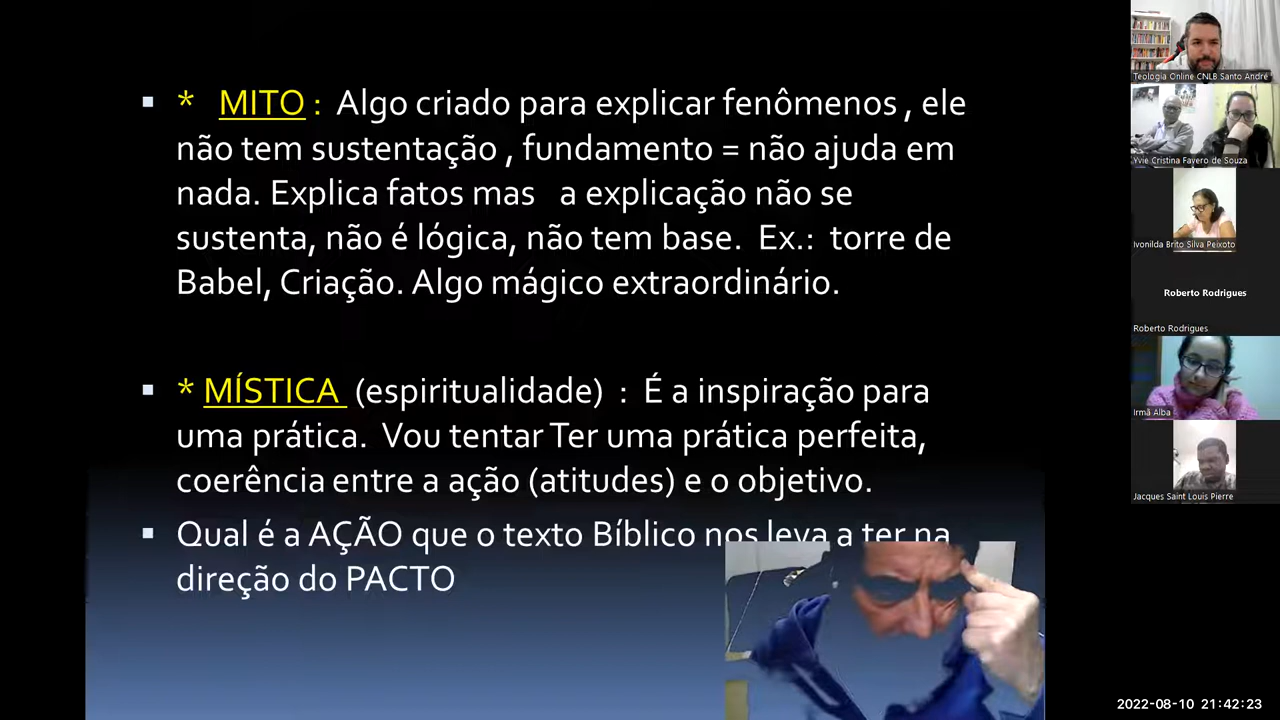 * MITO : Algo criado para explicar fenômenos , ele
não tem sustentação , fundamento = não ajuda em
nada. Explica fatos mas a explicação não se
sustenta, não é lógica, não tem base. Ex.: torre de
Babel, Criação. Algo mágico extraordinário.
* MÍSTICA (espiritualidade) : É a inspiração para
uma prática. Vou tentar Ter uma prática perfeita,
coerência entre a ação (atitudes) e o objetivo.
Qual é a AÇÃO que o texto Bíblico nos leva a ter na
direção do PACTO
Teologia Online CNLB Santo André
Yvie Cristina Favero de Souza
Ivonilda Brito Silva Peixoto
Roberto Rodrigues
Roberto Rodrigues
Irmã Alba
Jacques Saint Louis Pierre
2022-08-10 21:42:23